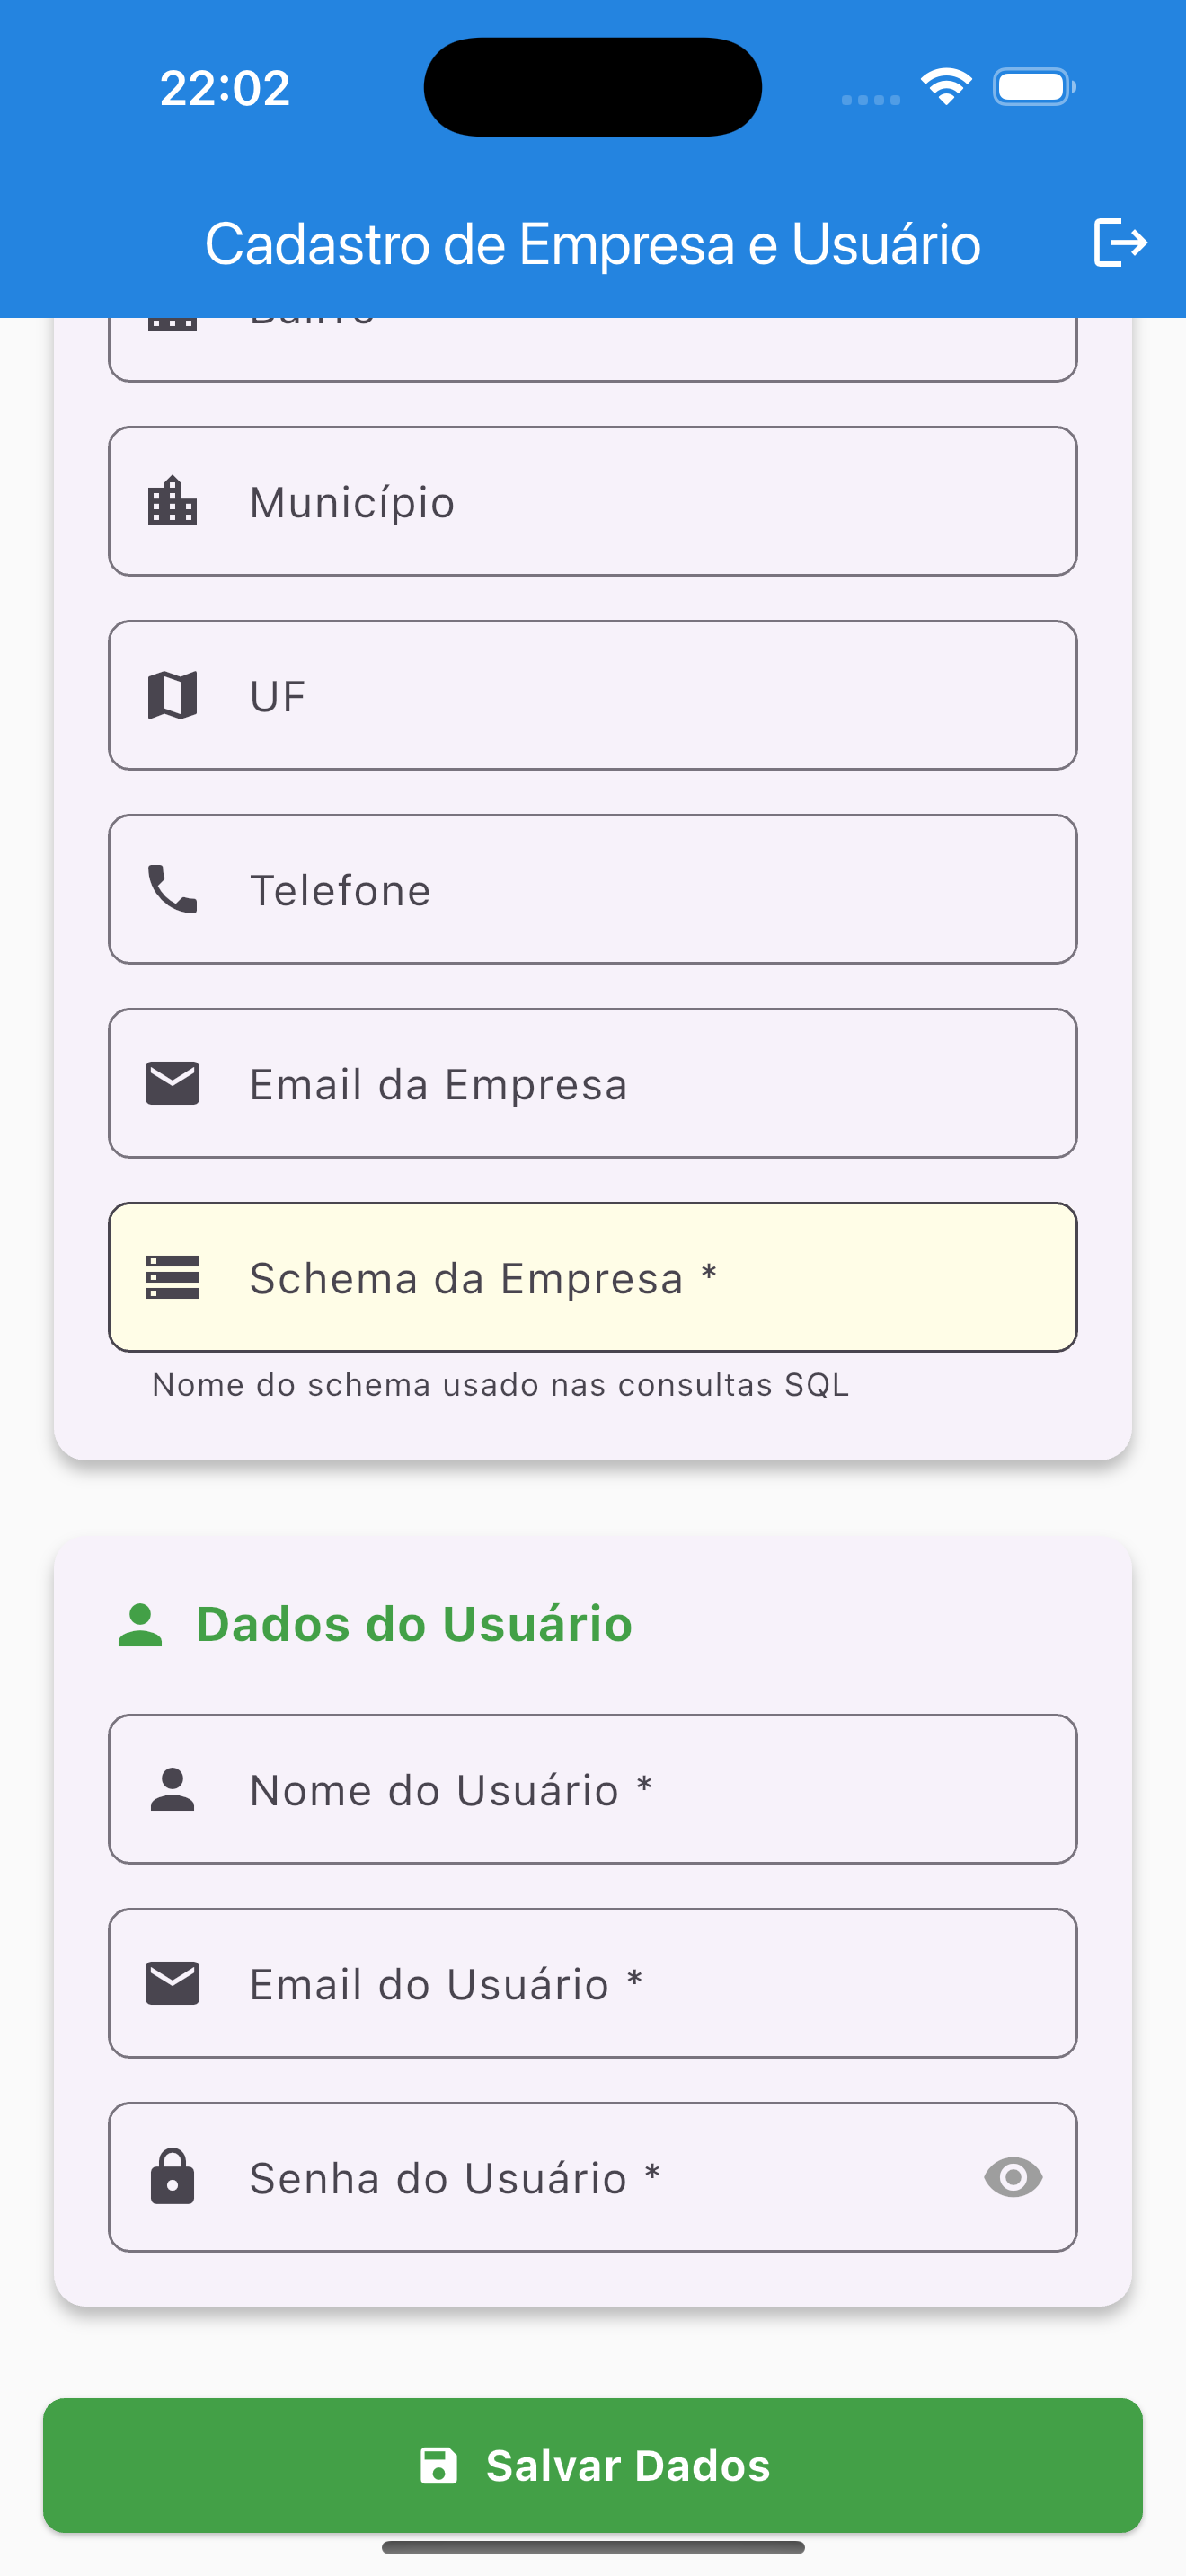 22:02
Cadastro de Empresa e Usuário
Município
UF
Telefone
Email da Empresa
Schema da Empresa *
Nome do schema usado nas consultas SQL
Dados do Usuário
Nome do Usuário *
Email do Usuário *
Senha do Usuário *
Salvar Dados